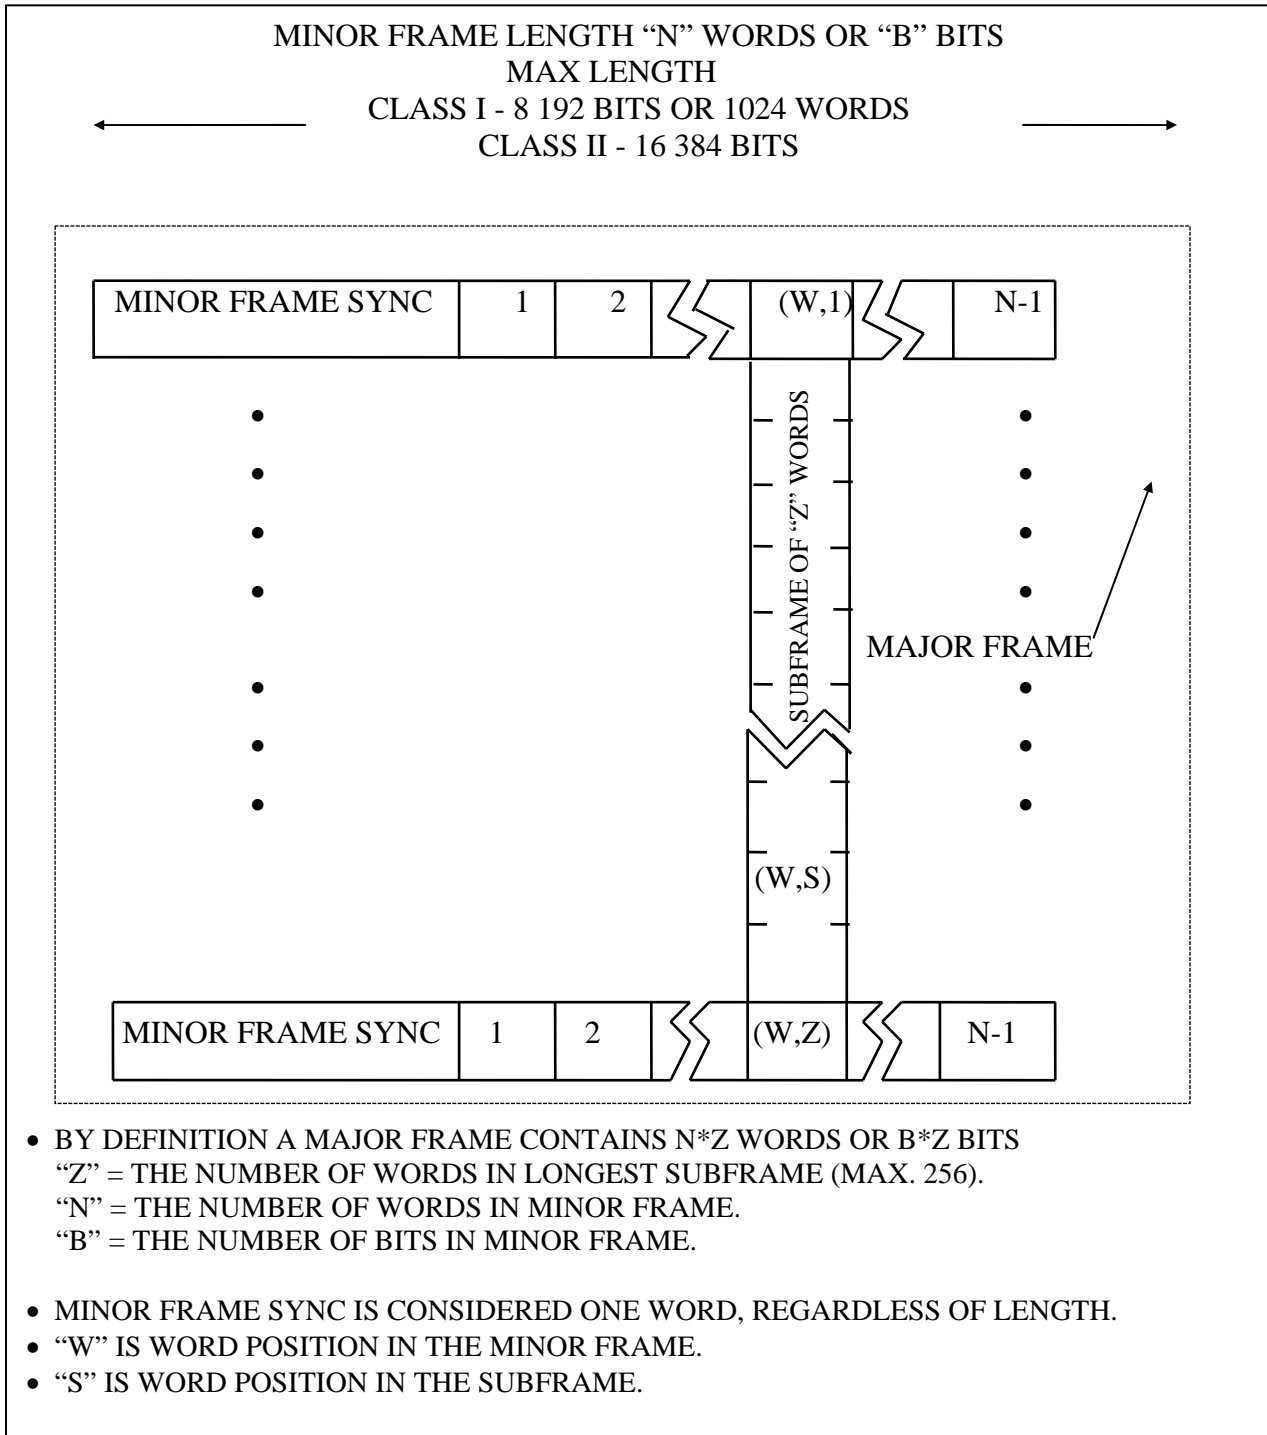 MINOR FRAME LENGTH “N” WORDS OR “B” BITS
MAX LENGTH
CLASS I - 8 192 BITS OR 1024 WORDS
CLASS II - 16 384 BITS
MINOR FRAME SYNC 1 2 (W,1) N-1
SUBFRAME OF “Z” WORDS
MAJOR FRAME
(W,S)
MINOR FRAME SYNC 1 2 (W,Z) N-1
• BY DEFINITION A MAJOR FRAME CONTAINS N*Z WORDS OR B*Z BITS
“Z” = THE NUMBER OF WORDS IN LONGEST SUBFRAME (MAX. 256).
“N” = THE NUMBER OF WORDS IN MINOR FRAME.
“B” = THE NUMBER OF BITS IN MINOR FRAME.
• MINOR FRAME SYNC IS CONSIDERED ONE WORD, REGARDLESS OF LENGTH.
• “W” IS WORD POSITION IN THE MINOR FRAME.
• “S” IS WORD POSITION IN THE SUBFRAME.